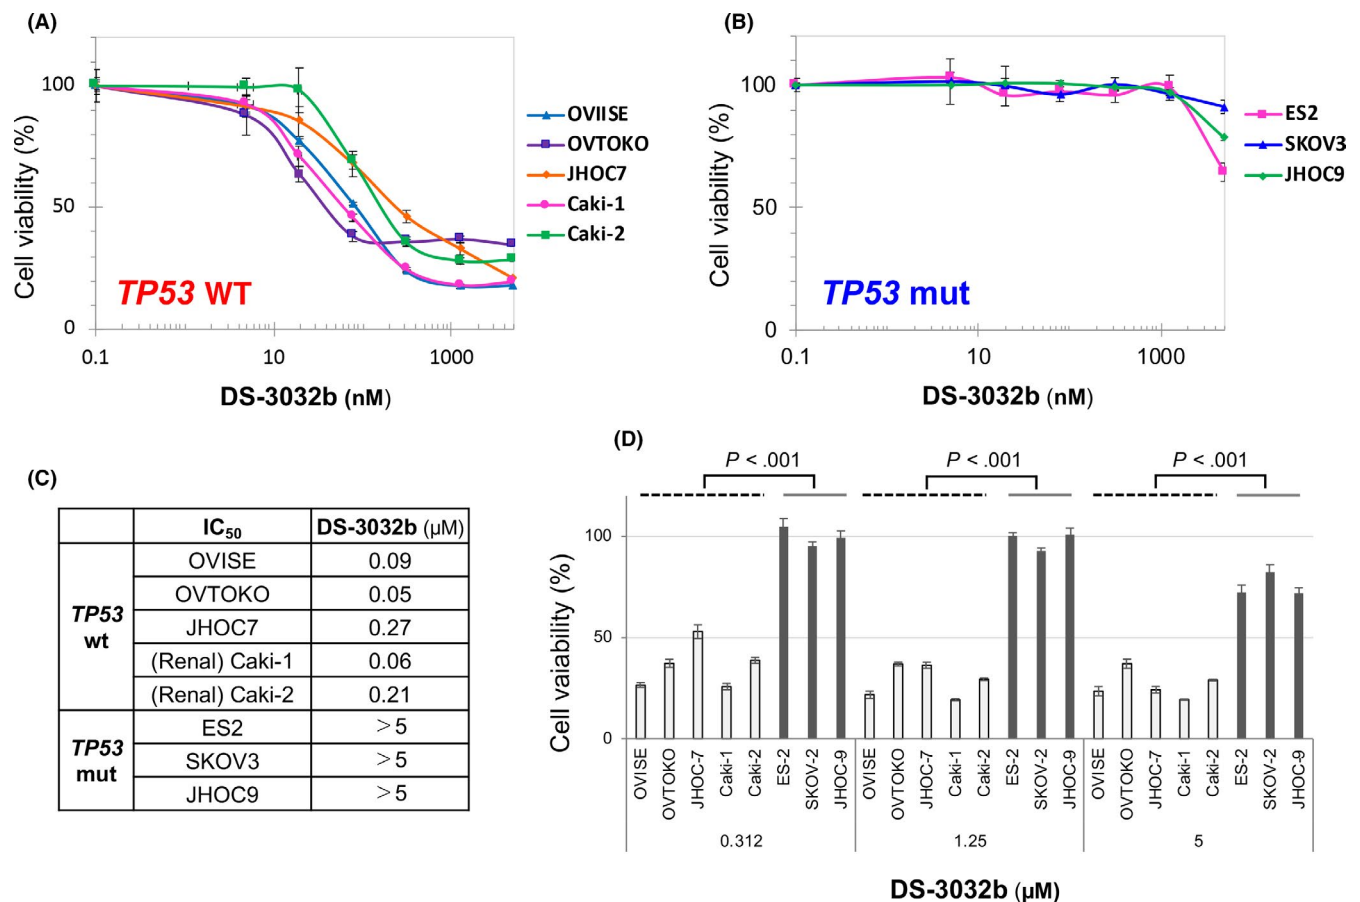 (A)
Cell viability (%)
100
50
0
0.1
10
1000
TP53 WT
DS-3032b (nM)
OVIISE
OVTOKO
JHOC7
Caki-1
Caki-2
(B)
Cell viability (%)
100
50
0
0.1
10
1000
TP53 mut
DS-3032b (nM)
ES2
SKOV3
JHOC9
(C)
IC50 DS-3032b (µM)
TP53 wt
OVISE 0.09
OVTOKO 0.05
JHOC7 0.27
(Renal) Caki-1 0.06
(Renal) Caki-2 0.21
TP53 mut
ES2 >5
SKOV3 >5
JHOC9 >5
(D)
P < .001 P < .001 P < .001
Cell vaiability (%)
100
50
0
OVISE OVTOKO JHOC-7 Caki-1 Caki-2 ES-2 SKOV-2 JHOC-9
OVISE OVTOKO JHOC-7 Caki-1 Caki-2 ES-2 SKOV-2 JHOC-9
OVISE OVTOKO JHOC-7 Caki-1 Caki-2 ES-2 SKOV-2 JHOC-9
0.312 1.25 5
DS-3032b (µM)